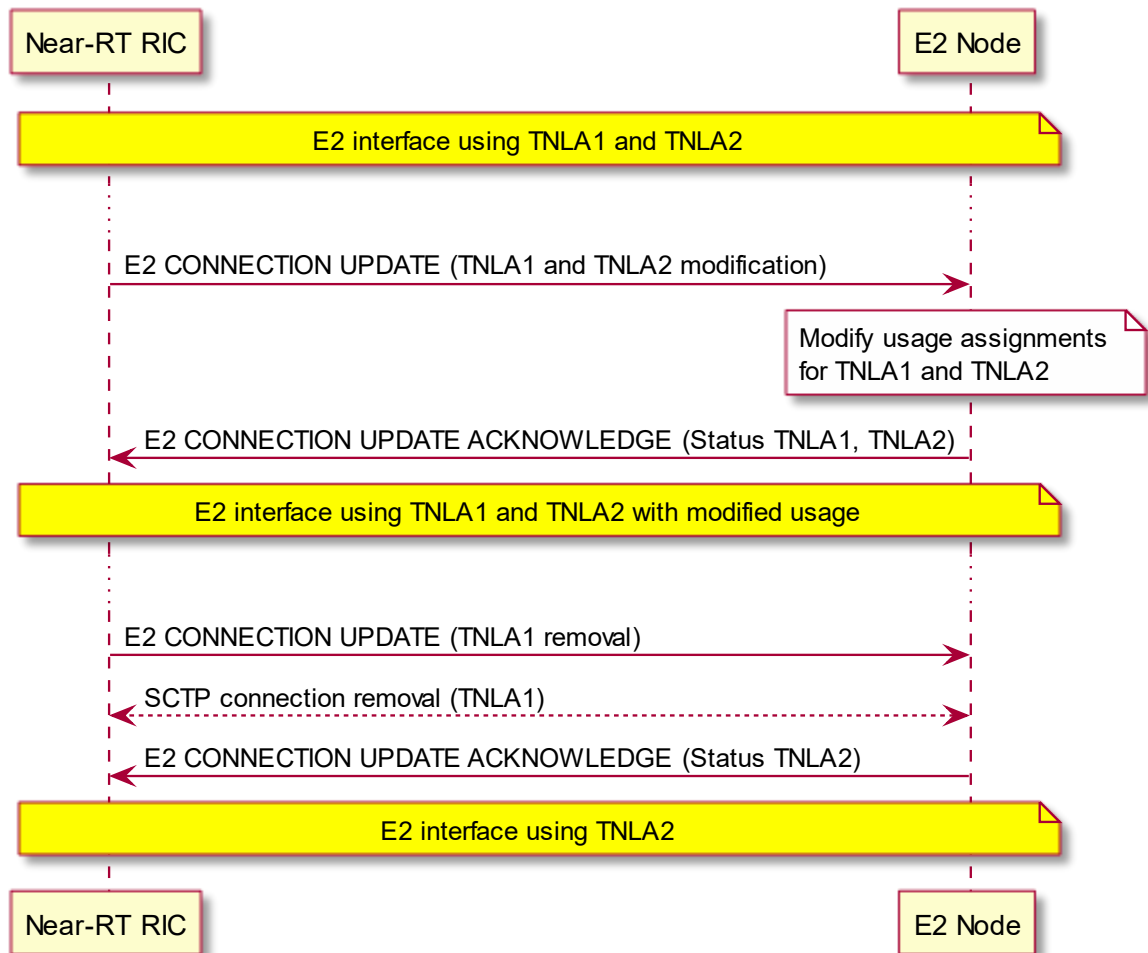 Near-RT RIC
E2 Node
E2 interface using TNLA1 and TNLA2
E2 CONNECTION UPDATE (TNLA1 and TNLA2 modification)
Modify usage assignments
for TNLA1 and TNLA2
E2 CONNECTION UPDATE ACKNOWLEDGE (Status TNLA1, TNLA2)
E2 interface using TNLA1 and TNLA2 with modified usage
E2 CONNECTION UPDATE (TNLA1 removal)
SCTP connection removal (TNLA1)
E2 CONNECTION UPDATE ACKNOWLEDGE (Status TNLA2)
E2 interface using TNLA2
Near-RT RIC
E2 Node